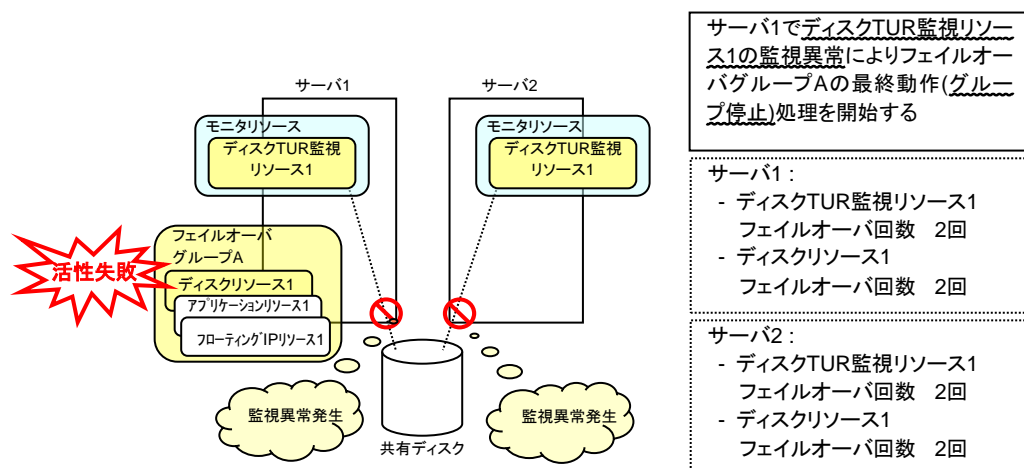 サーバ1
サーバ2
モニタリソース
ディスクTUR監視
リソース1
モニタリソース
ディスクTUR監視
リソース1
フェイルオーバ
グループA
活性失敗
ディスクリソース1
アプリケーションリソース1
フローティングIPリソース1
監視異常発生
監視異常発生
共有ディスク
サーバ1でディスクTUR監視リソー
ス1の監視異常によりフェイルオー
バグループAの最終動作(グルー
プ停止)処理を開始する
サーバ1 :
- ディスクTUR監視リソース1
フェイルオーバ回数 2回
- ディスクリソース1
フェイルオーバ回数 2回
サーバ2 :
- ディスクTUR監視リソース1
フェイルオーバ回数 2回
- ディスクリソース1
フェイルオーバ回数 2回